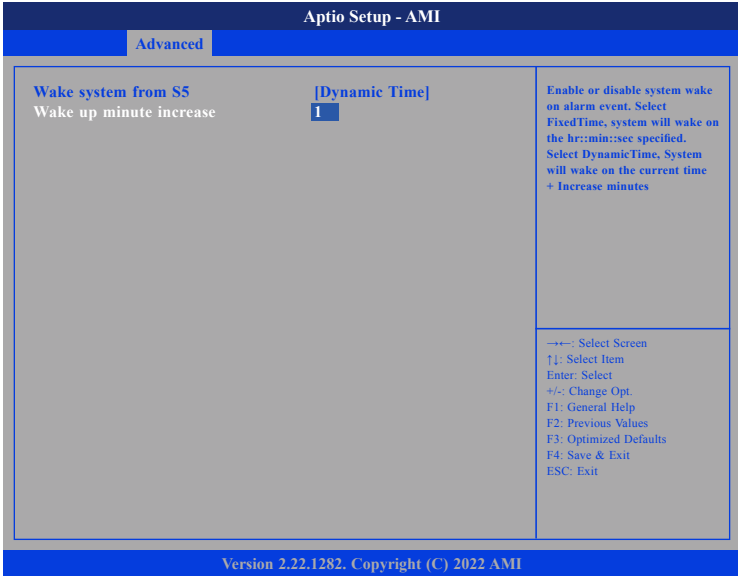 Aptio Setup - AMI
Advanced
Wake system from S5 [Dynamic Time]
Wake up minute increase 1
Enable or disable system wake
on alarm event. Select
FixedTime, system will wake on
the hr::min::sec specified.
Select DynamicTime, System
will wake on the current time
+ Increase minutes
→←: Select Screen
↑↓: Select Item
Enter: Select
+/-: Change Opt.
F1: General Help
F2: Previous Values
F3: Optimized Defaults
F4: Save & Exit
ESC: Exit
Version 2.22.1282. Copyright (C) 2022 AMI